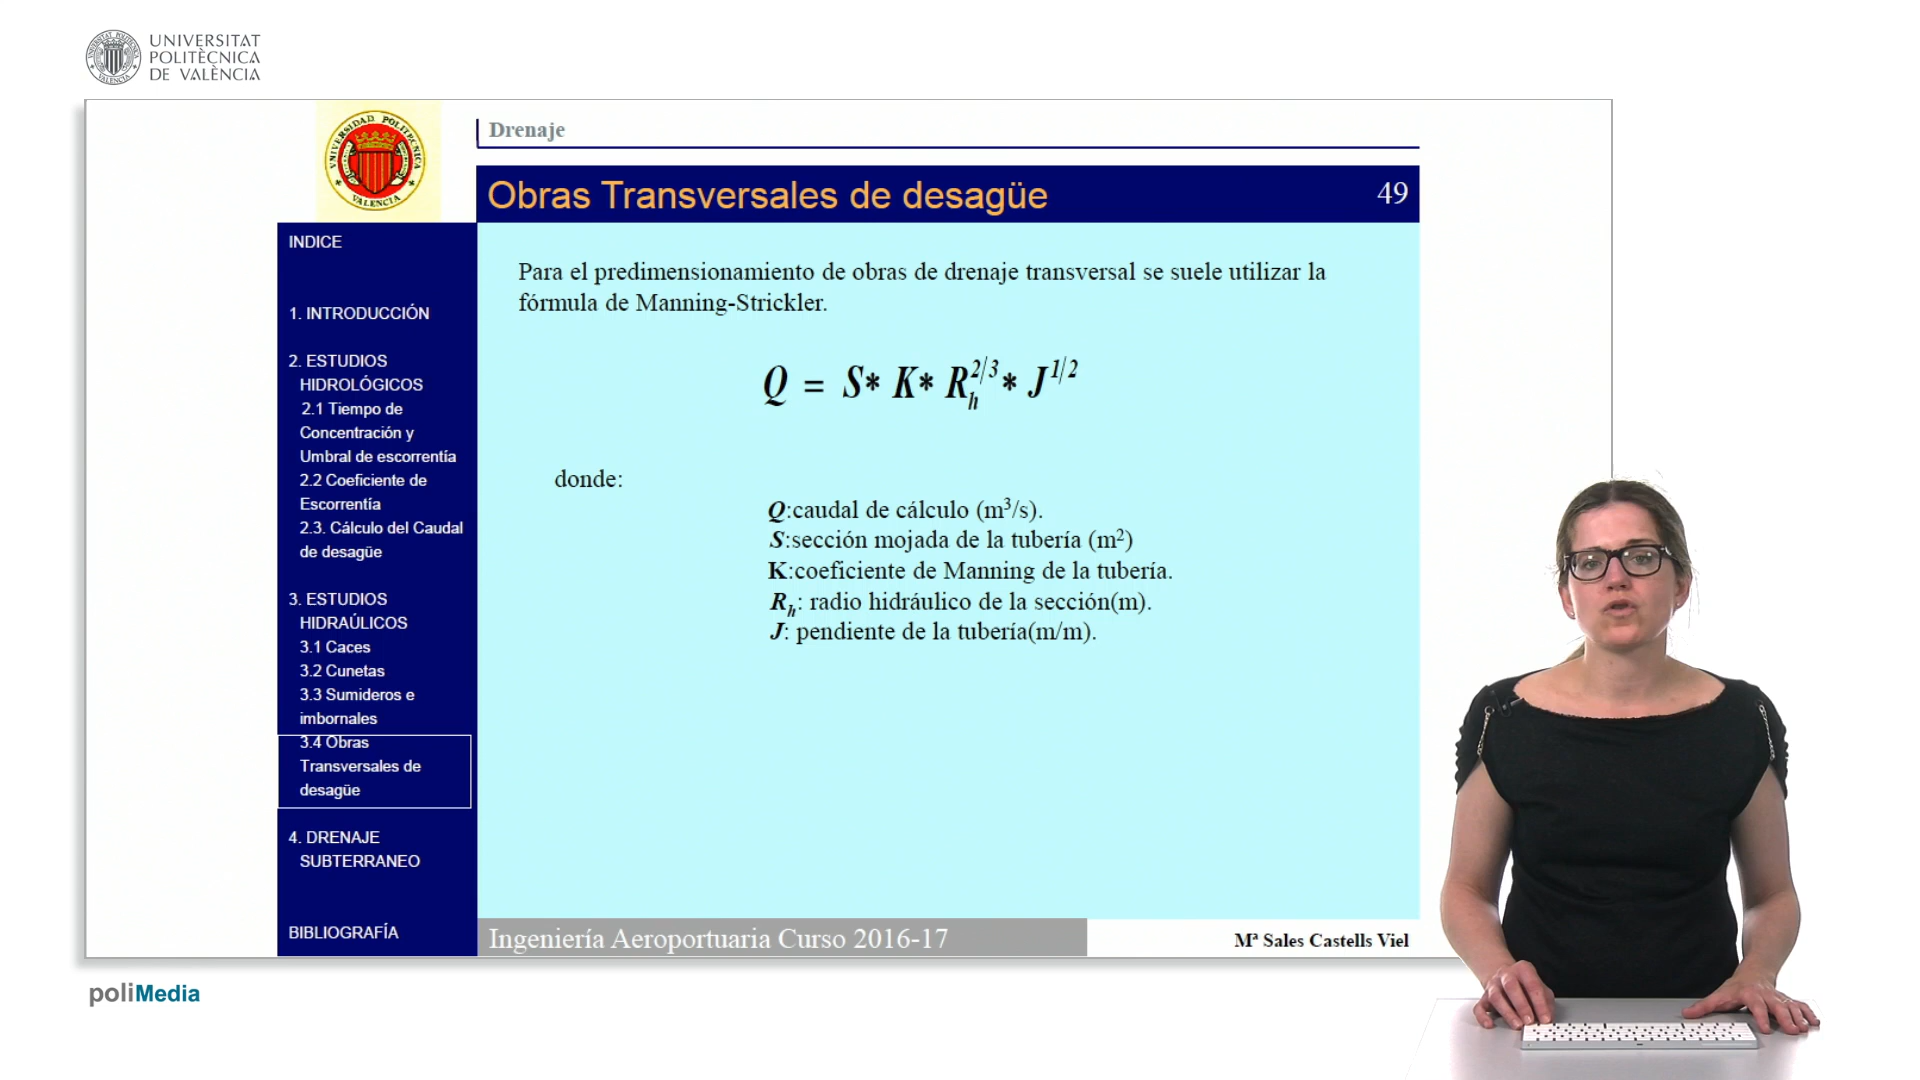 UNIVERSITAT
POLITÈCNICA
DE VALÈNCIA
UNIVERSIDAD POLITECNICA
VALENCIA
Drenaje
Obras Transversales de desagüe
49
INDICE
1. INTRODUCCIÓN
2. ESTUDIOS
HIDROLÓGICOS
2.1 Tiempo de
Concentración y
Umbral de escorrentía
2.2 Coeficiente de
Escorrentía
2.3. Cálculo del Caudal
de desagüe
3. ESTUDIOS
HIDRAÚLICOS
3.1 Caces
3.2 Cunetas
3.3 Sumideros e
imbornales
3.4 Obras
Transversales de
desagüe
4. DRENAJE
SUBTERRANEO
BIBLIOGRAFÍA
Para el predimensionamiento de obras de drenaje transversal se suele utilizar la
fórmula de Manning-Strickler.
Q = S* K* R_h^{2/3}* J^{1/2}
donde:
Q:caudal de cálculo (m³/s).
S:sección mojada de la tubería (m²)
K:coeficiente de Manning de la tubería.
R_h: radio hidráulico de la sección(m).
J: pendiente de la tubería(m/m).
Ingeniería Aeroportuaria Curso 2016-17
Mª Sales Castells Viel
poliMedia